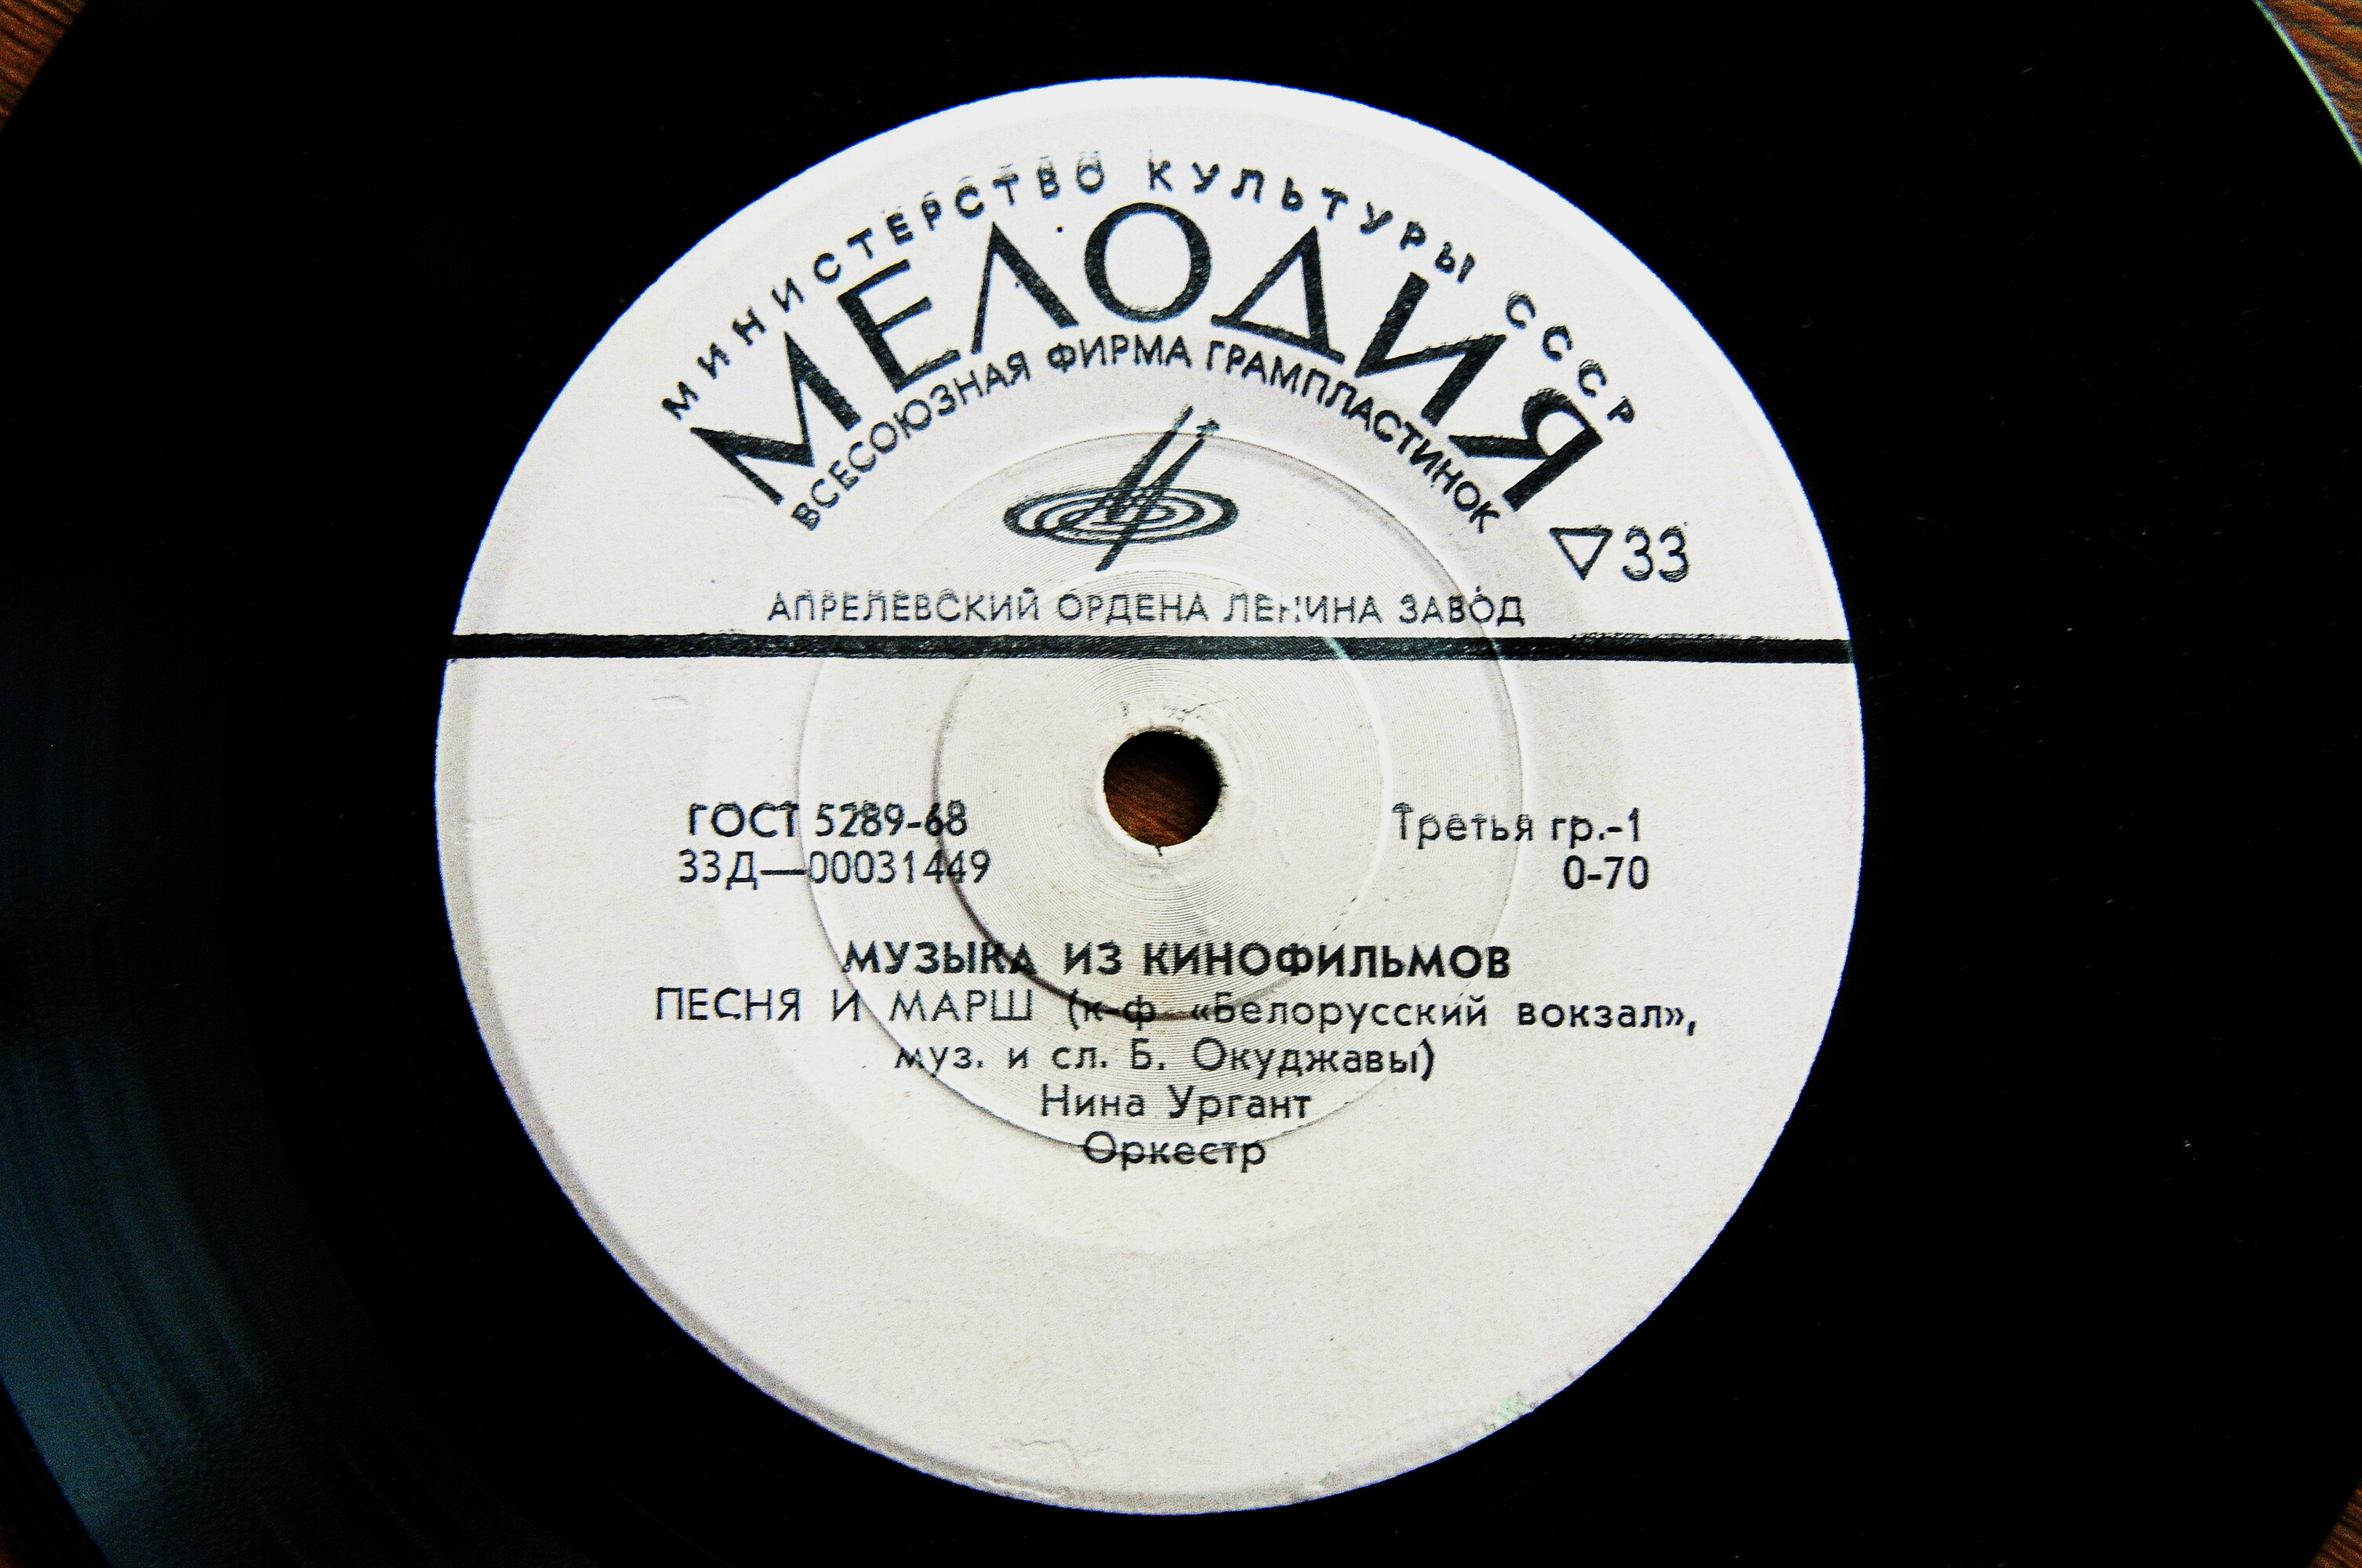 МИНИСТЕРСТВО КУЛЬТУРЫ СССР
МЕЛОДИЯ
ВСЕСОЮЗНАЯ ФИРМА ГРАМПЛАСТИНОК
▽33
АПРЕЛЕВСКИЙ ОРДЕНА ЛЕНИНА ЗАВОД
ГОСТ 5289-68 Третья гр.-1
33Д—00031449 0-70
МУЗЫКА ИЗ КИНОФИЛЬМОВ
ПЕСНЯ И МАРШ (к-ф «Белорусский вокзал»,
муз. и сл. Б. Окуджавы)
Нина Ургант
Оркестр